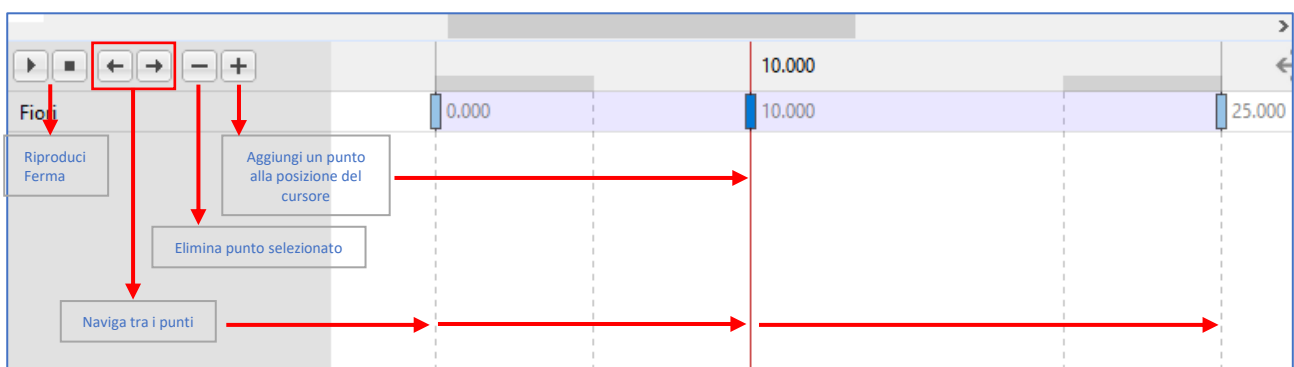 10.000
Fiori
0.000
10.000
25.000
Riproduci
Ferma
Aggiungi un punto
alla posizione del
cursore
Elimina punto selezionato
Naviga tra i punti